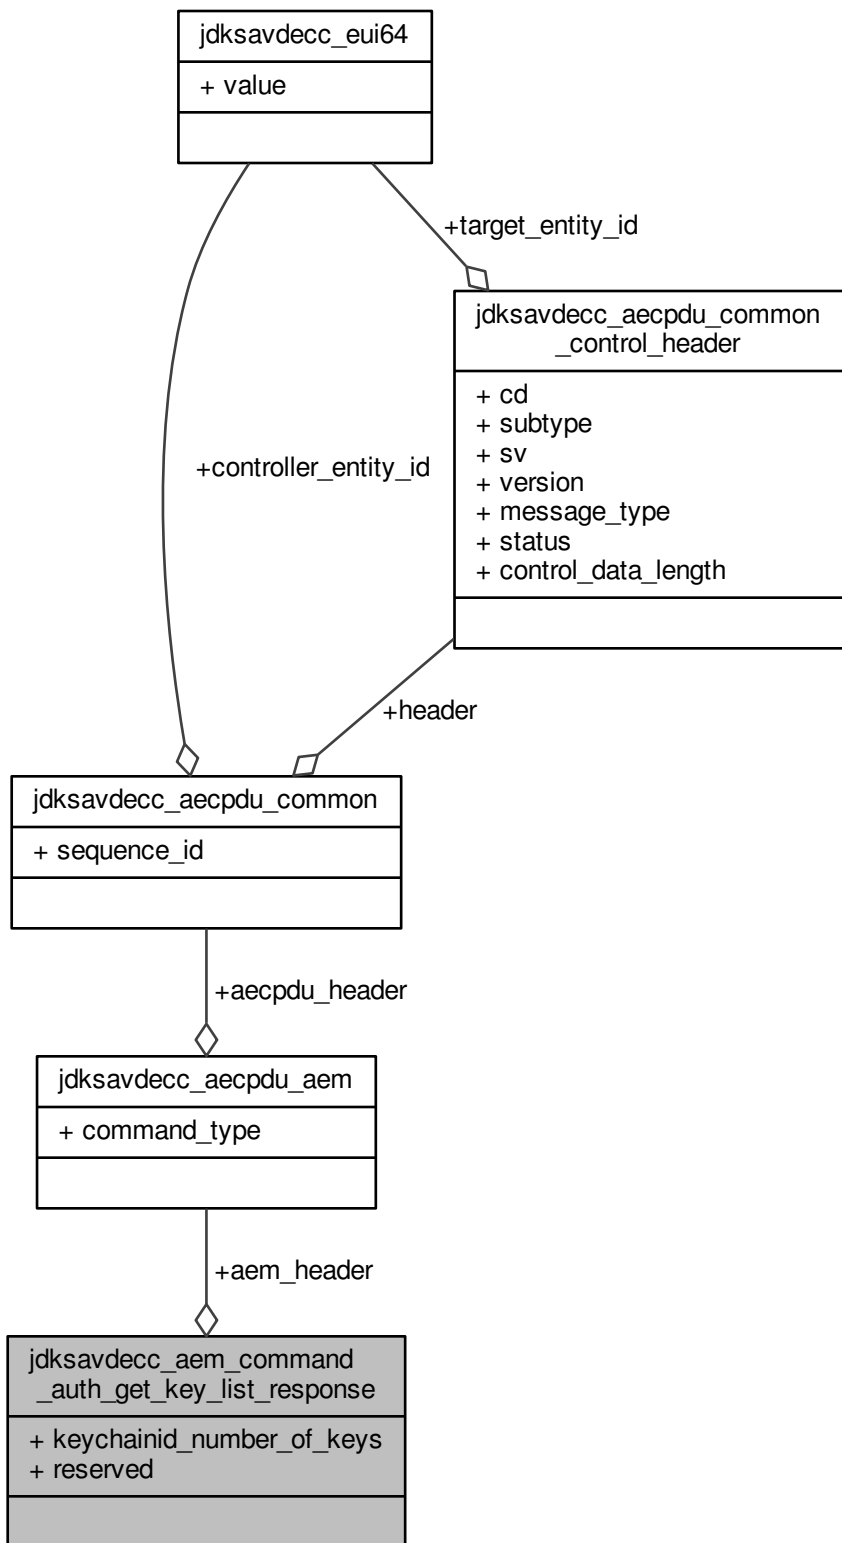 jdksavdecc_eui64
+ value
+target_entity_id
jdksavdecc_aecpdu_common
_control_header
+ cd
+ subtype
+ sv
+ version
+ message_type
+ status
+ control_data_length
+controller_entity_id
+header
jdksavdecc_aecpdu_common
+ sequence_id
+aecpdu_header
jdksavdecc_aecpdu_aem
+ command_type
+aem_header
jdksavdecc_aem_command
_auth_get_key_list_response
+ keychainid_number_of_keys
+ reserved